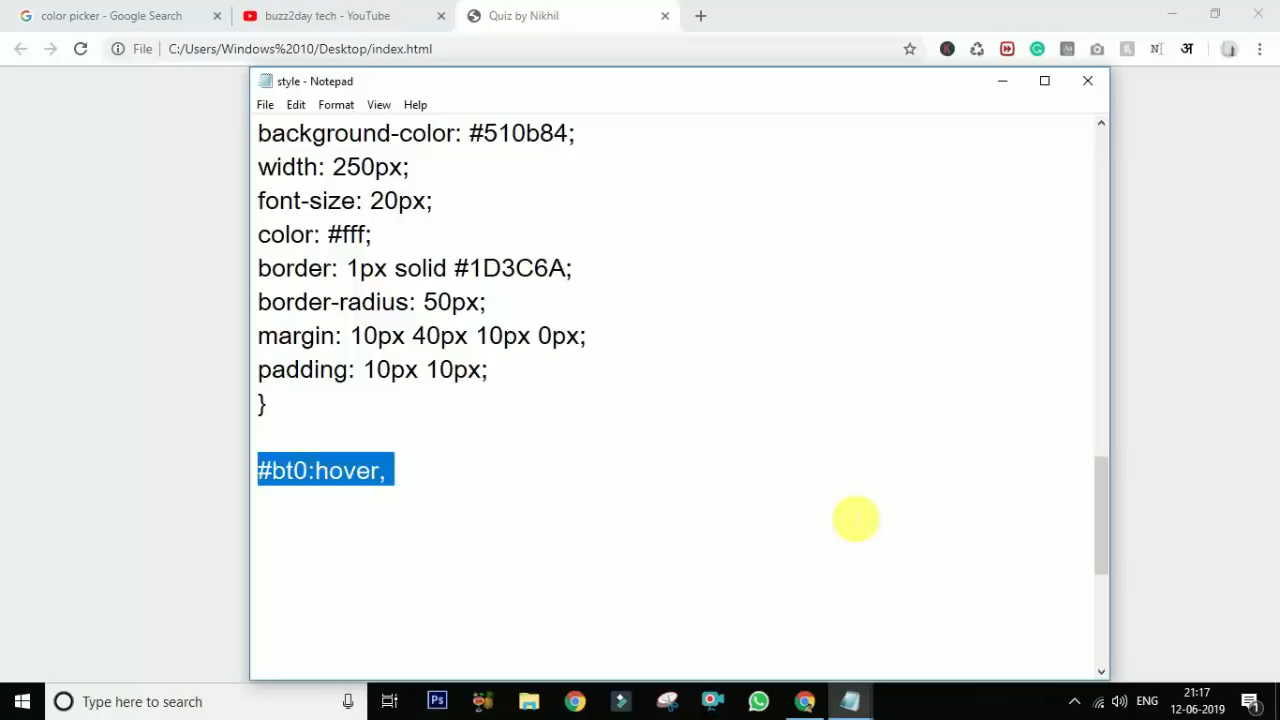 color picker - Google Search
buzz2day tech - YouTube
Quiz by Nikhil
File
C:/Users/Windows%2010/Desktop/index.html
style - Notepad
File Edit Format View Help
background-color: #510b84;
width: 250px;
font-size: 20px;
color: #fff;
border: 1px solid #1D3C6A;
border-radius: 50px;
margin: 10px 40px 10px 0px;
padding: 10px 10px;
}
#bt0:hover,
Type here to search
Ps
ENG
21:17
12-06-2019